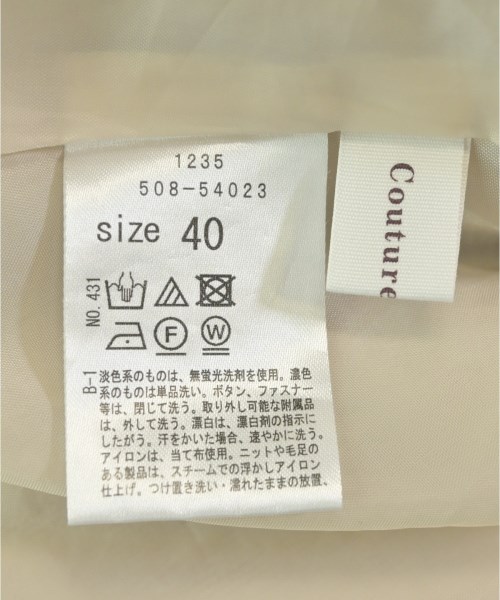 1235
508-54023
size 40
NO.431
F
W
B-1
淡色系のものは、無蛍光洗剤を使用。濃色
系のものは単品洗い。ボタン、ファスナー
等は、閉じて洗う。取り外し可能な附属品
は、外して洗う。漂白は、漂白剤の指示に
したがう。汗をかいた場合、速やかに洗う。
アイロンは、当て布使用。ニットや毛足の
ある製品は、スチームでの浮かしアイロン
仕上げ。つけ置き洗い・濡れたままの放置、
Couture